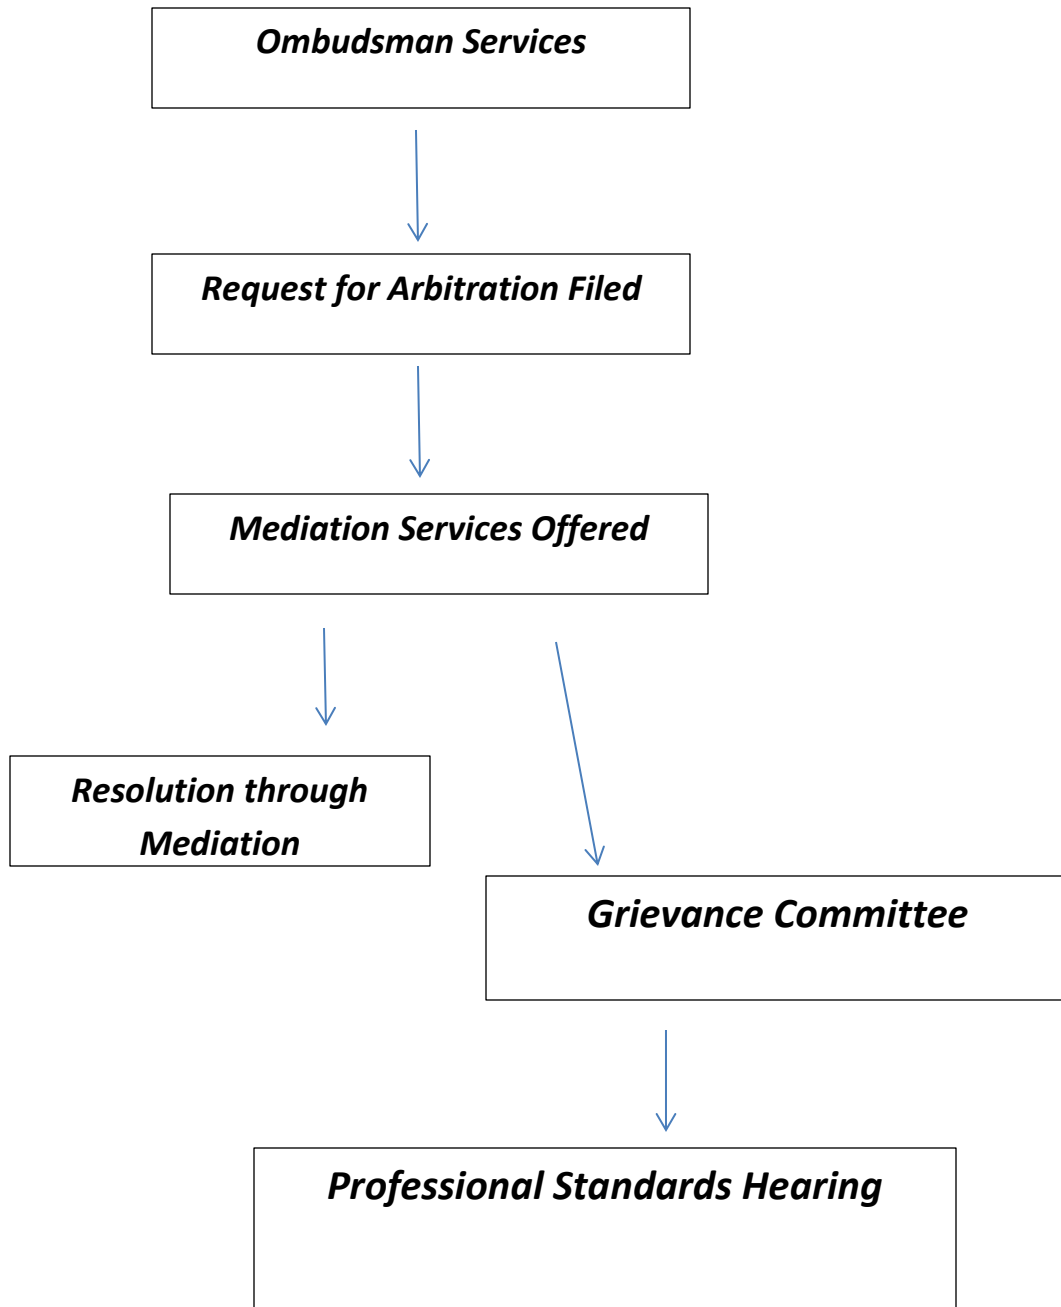 Ombudsman Services
Request for Arbitration Filed
Mediation Services Offered
Resolution through
Mediation
Grievance Committee
Professional Standards Hearing